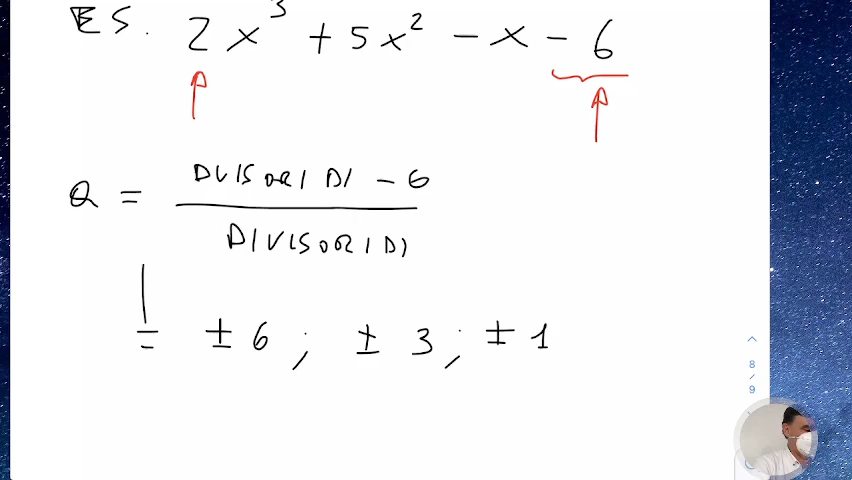 ES. 2x³ + 5x² - x - 6
Q = DIVISORI DI - 6
DIVISORI DI
= ± 6 ; ± 3 ; ± 1
8
/
9